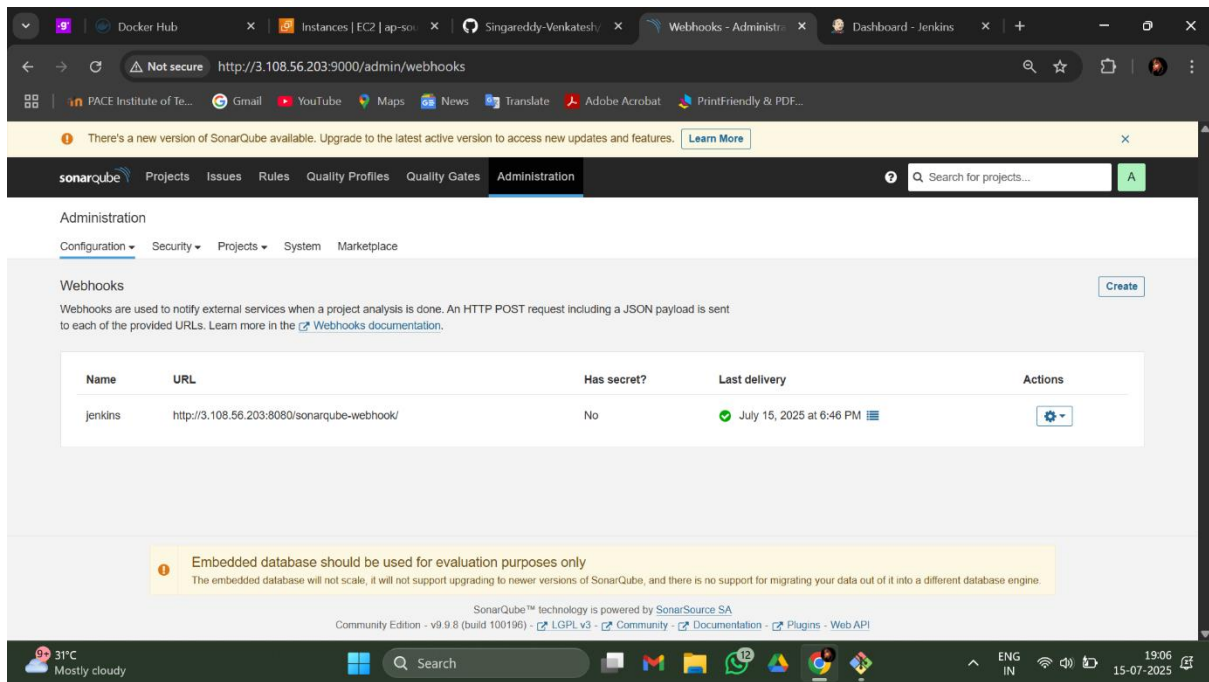 Docker Hub
Instances | EC2 | ap-sou
Singareddy-Venkatesh/
Webhooks - Administra
Dashboard - Jenkins
Not secure http://3.108.56.203:9000/admin/webhooks
PACE Institute of Te... Gmail YouTube Maps News Translate Adobe Acrobat PrintFriendly & PDF...
There's a new version of SonarQube available. Upgrade to the latest active version to access new updates and features. Learn More
sonarqube Projects Issues Rules Quality Profiles Quality Gates Administration Search for projects... A
Administration
Configuration Security Projects System Marketplace
Webhooks
Create
Webhooks are used to notify external services when a project analysis is done. An HTTP POST request including a JSON payload is sent
to each of the provided URLs. Learn more in the Webhooks documentation.
Name URL Has secret? Last delivery Actions
jenkins http://3.108.56.203:8080/sonarqube-webhook/ No July 15, 2025 at 6:46 PM
Embedded database should be used for evaluation purposes only
The embedded database will not scale, it will not support upgrading to newer versions of SonarQube, and there is no support for migrating your data out of it into a different database engine.
SonarQube™ technology is powered by SonarSource SA
Community Edition - v9.9.8 (build 100196) - LGPL v3 - Community - Documentation - Plugins - Web API
9+ 31°C
Mostly cloudy
Search
12
ENG
IN
19:06
15-07-2025